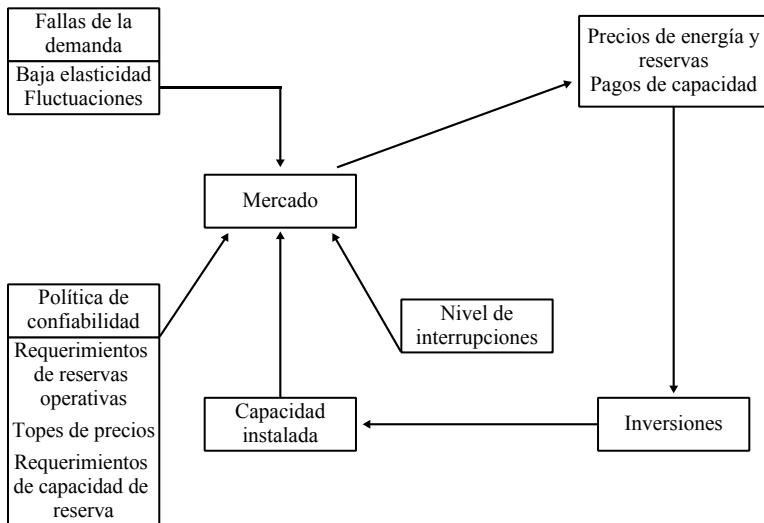 Fallas de la
demanda
Baja elasticidad
Fluctuaciones
Precios de energía y
reservas
Pagos de capacidad
Mercado
Política de
confiabilidad
Requerimientos
de reservas
operativas
Topes de precios
Requerimientos
de capacidad de
reserva
Nivel de
interrupciones
Capacidad
instalada
Inversiones